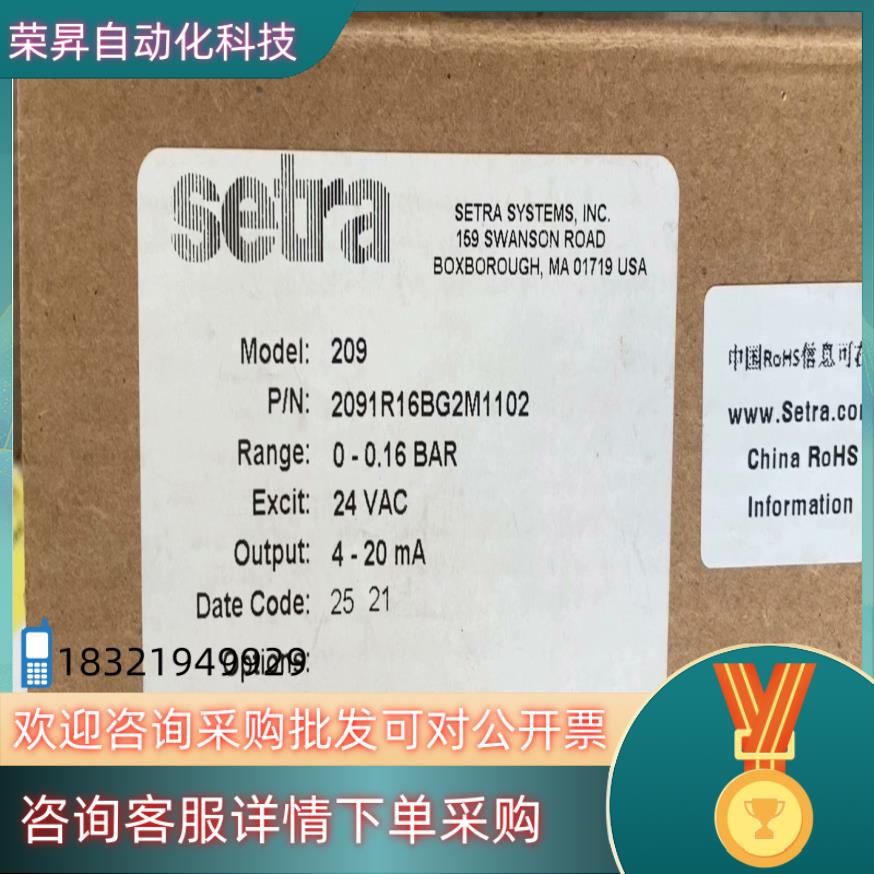 荣昇自动化科技
setra
SETRA SYSTEMS, INC.
159 SWANSON ROAD
BOXBOROUGH, MA 01719 USA
Model: 209
P/N: 2091R16BG2M1102
Range: 0 - 0.16 BAR
Excit: 24 VAC
Output: 4 - 20 mA
Date Code: 25 21
Options:
中国RoHS信息可在
www.Setra.com
China RoHS
Information
18321949929
欢迎咨询采购批发可对公开票
咨询客服详情下单采购